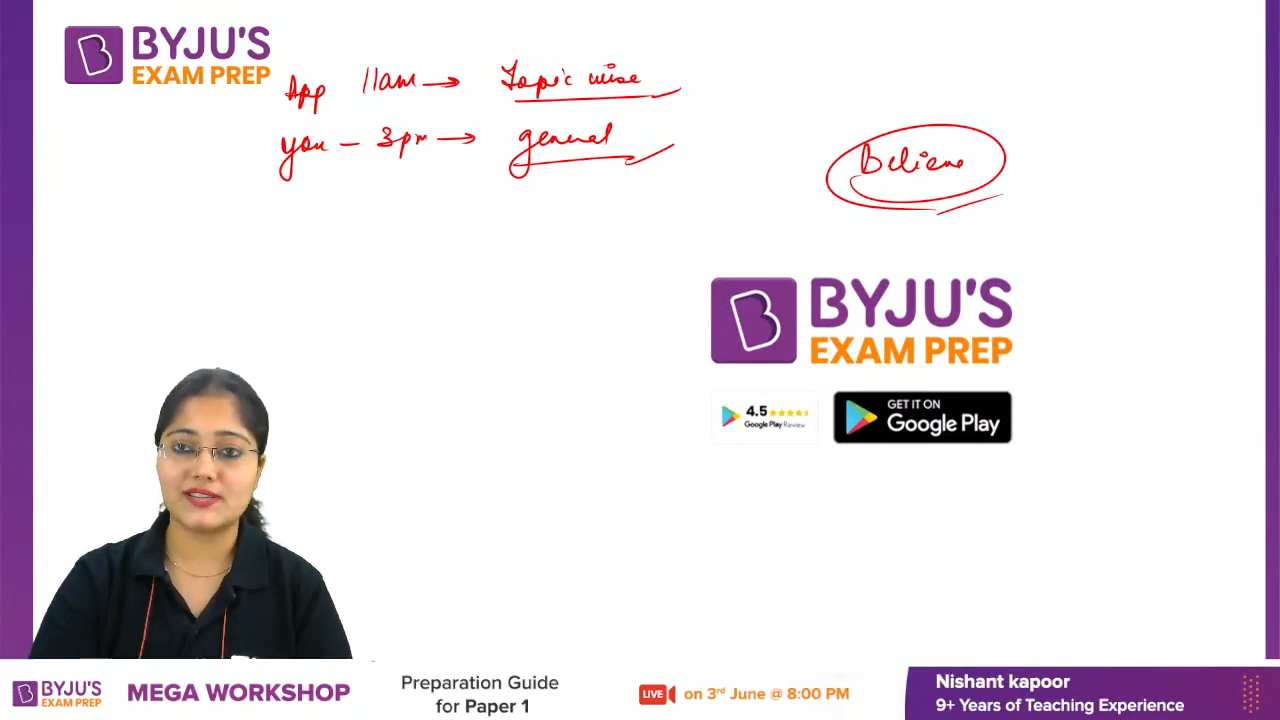 BYJU'S
EXAM PREP
App 11am → Topic wise
you - 3pm → general
Believe
BYJU'S
EXAM PREP
4.5
Google Play Review
GET IT ON
Google Play
BYJU'S
EXAM PREP
MEGA WORKSHOP
Preparation Guide
for Paper 1
LIVE
on 3rd June @ 8:00 PM
Nishant kapoor
9+ Years of Teaching Experience